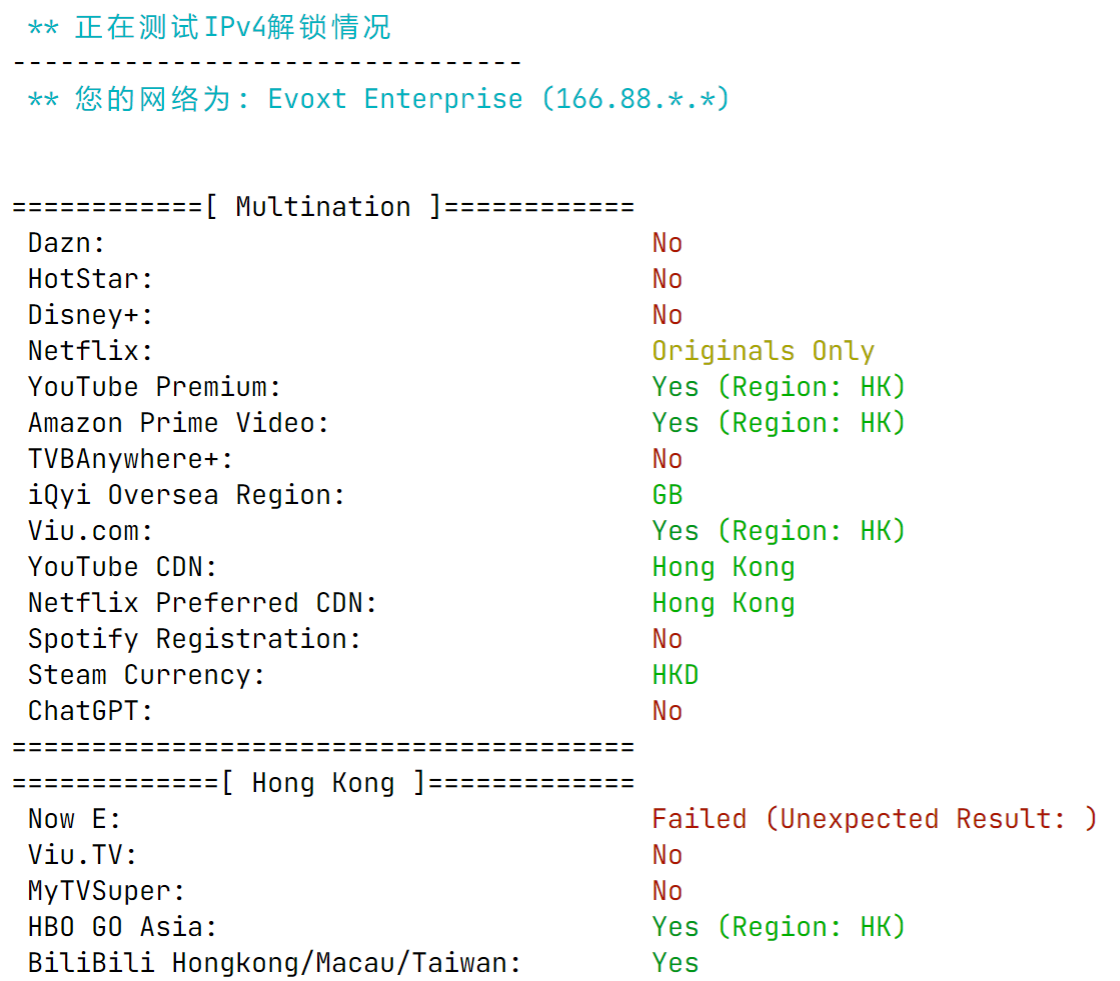 ** 正在测试IPv4解锁情况
--------------------------------
** 您的网络为: Evoxt Enterprise (166.88.*.*)
============[ Multination ]============
Dazn: No
HotStar: No
Disney+: No
Netflix: Originals Only
YouTube Premium: Yes (Region: HK)
Amazon Prime Video: Yes (Region: HK)
TVBAnywhere+: No
iQyi Oversea Region: GB
Viu.com: Yes (Region: HK)
YouTube CDN: Hong Kong
Netflix Preferred CDN: Hong Kong
Spotify Registration: No
Steam Currency: HKD
ChatGPT: No
=======================================
=============[ Hong Kong ]=============
Now E: Failed (Unexpected Result: )
Viu.TV: No
MyTVSuper: No
HBO GO Asia: Yes (Region: HK)
BiliBili Hongkong/Macau/Taiwan: Yes